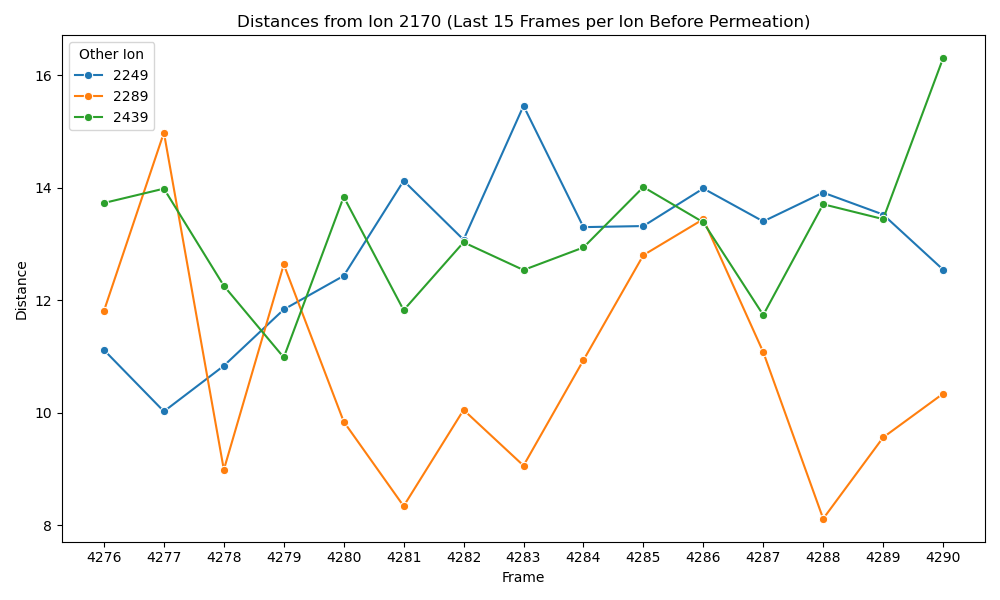 Distances from Ion 2170 (Last 15 Frames per Ion Before Permeation)
Other Ion
2249
2289
2439
Distance
16
14
12
10
8
4276 4277 4278 4279 4280 4281 4282 4283 4284 4285 4286 4287 4288 4289 4290
Frame